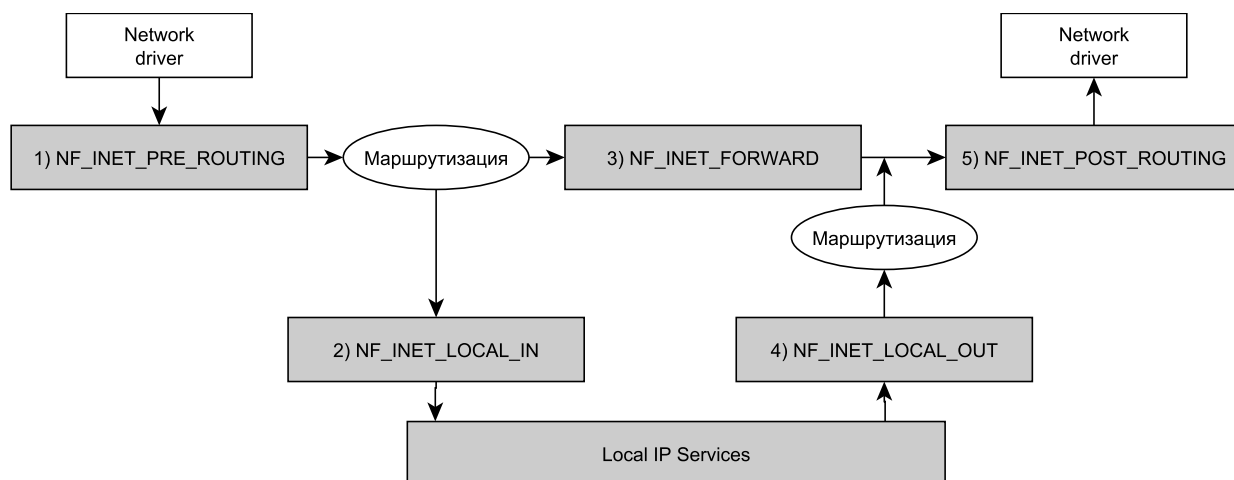 Network
driver
Network
driver
1) NF_INET_PRE_ROUTING
Маршрутизация
3) NF_INET_FORWARD
5) NF_INET_POST_ROUTING
Маршрутизация
2) NF_INET_LOCAL_IN
4) NF_INET_LOCAL_OUT
Local IP Services